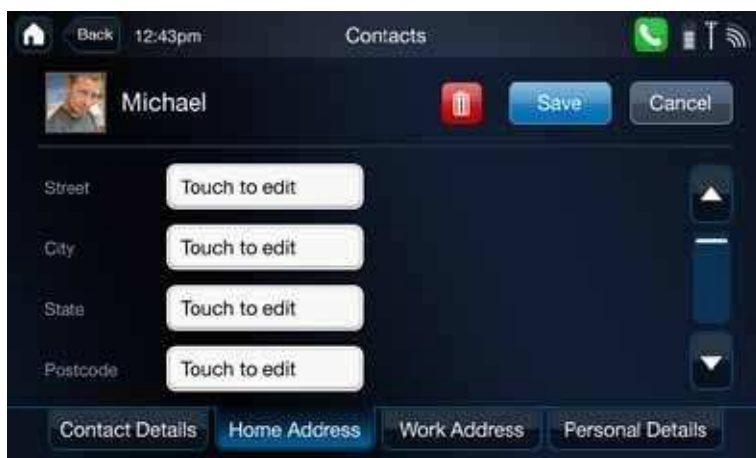 Back 12:43pm Contacts
Michael Save Cancel
Street Touch to edit
City Touch to edit
State Touch to edit
Postcode Touch to edit
Contact Details Home Address Work Address Personal Details